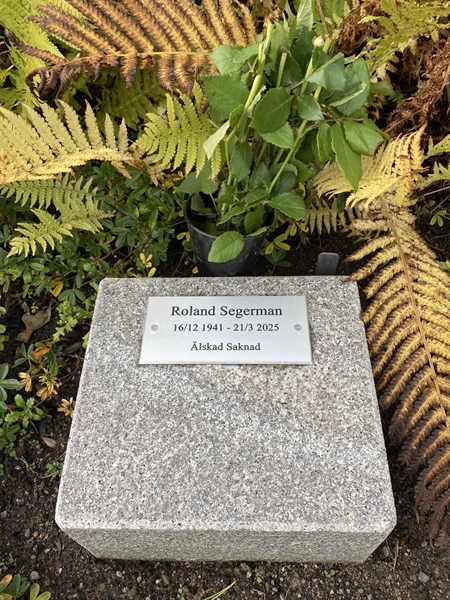 Roland Segerman
16/12 1941 - 21/3 2025
Älskad Saknad